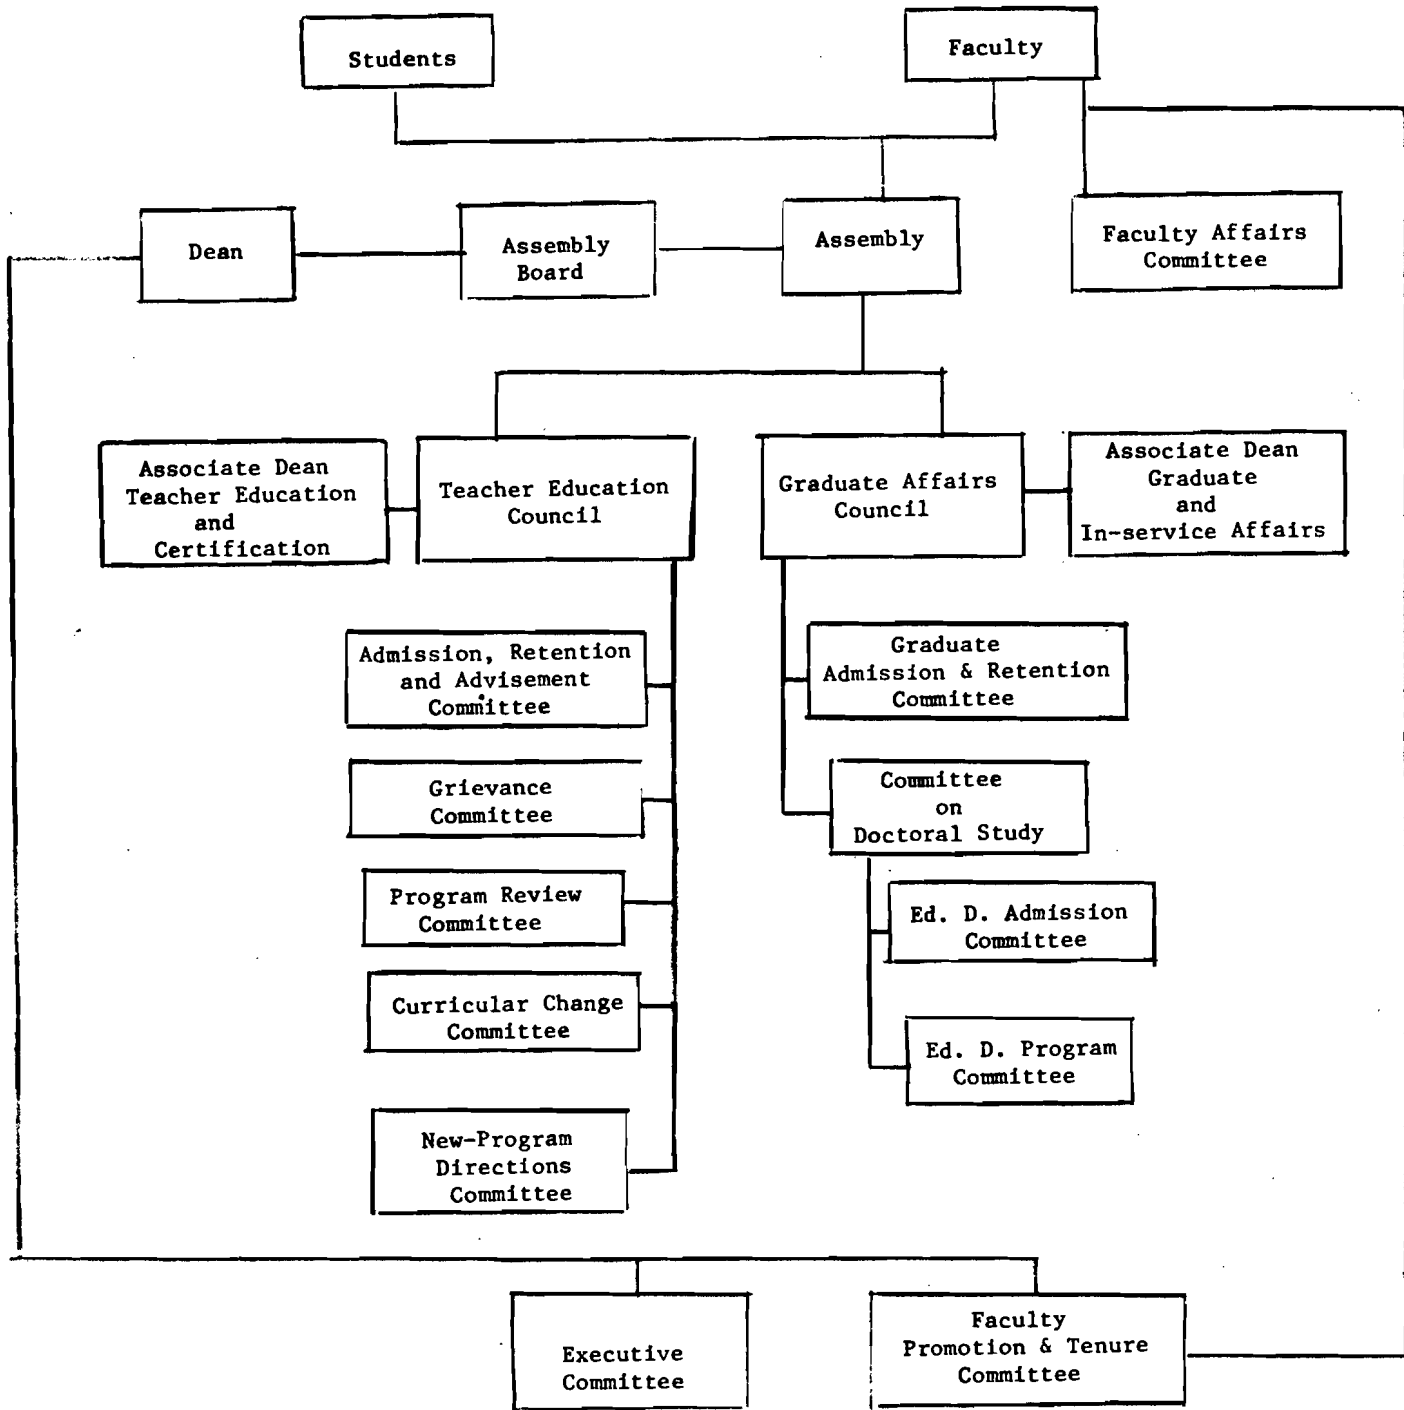 Students
Faculty
Dean
Assembly
Board
Assembly
Faculty Affairs
Committee
Associate Dean
Teacher Education
and
Certification
Teacher Education
Council
Graduate Affairs
Council
Associate Dean
Graduate
and
In-service Affairs
Admission, Retention
and Advisement
Committee
Graduate
Admission & Retention
Committee
Grievance
Committee
Committee
on
Doctoral Study
Program Review
Committee
Ed. D. Admission
Committee
Curricular Change
Committee
Ed. D. Program
Committee
New-Program
Directions
Committee
Executive
Committee
Faculty
Promotion & Tenure
Committee